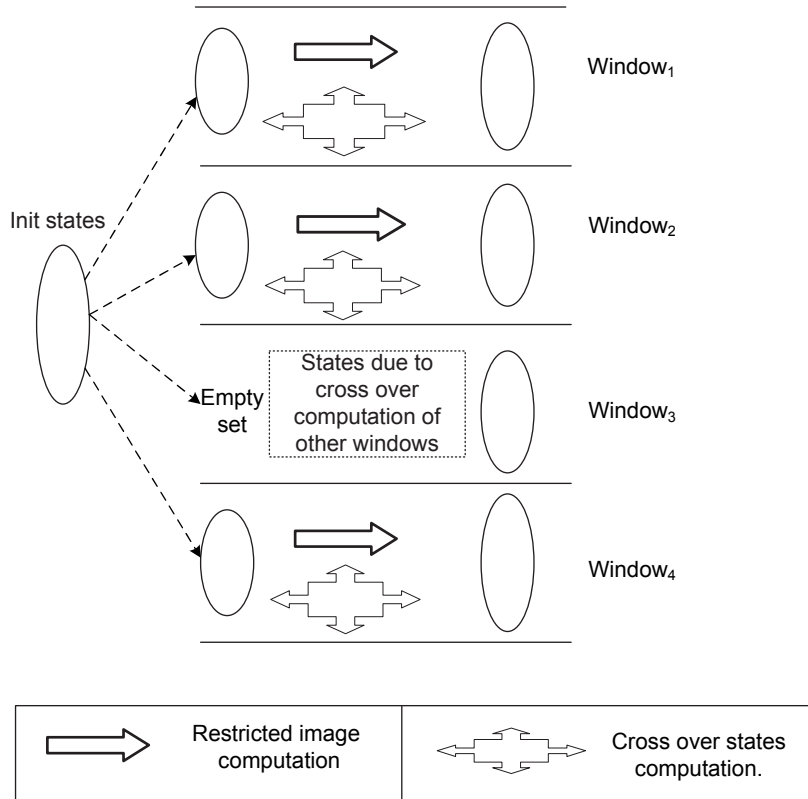 Window₁
Init states
Window₂
Empty
set
States due to
cross over
computation of
other windows
Window₃
Window₄
Restricted image
computation
Cross over states
computation.